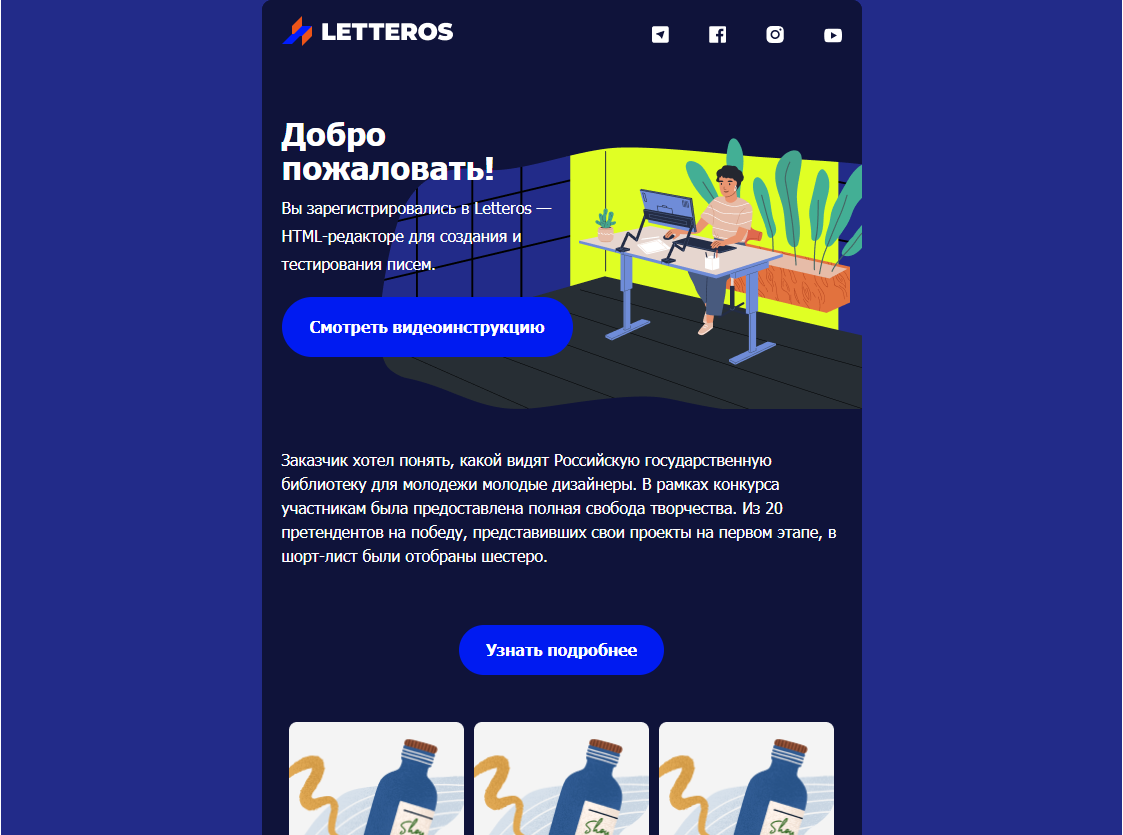 LETTEROS
Добро
пожаловать!
Вы зарегистрировались в Letteros —
HTML-редакторе для создания и
тестирования писем.
Смотреть видеоинструкцию
Заказчик хотел понять, какой видят Российскую государственную
библиотеку для молодежи молодые дизайнеры. В рамках конкурса
участникам была предоставлена полная свобода творчества. Из 20
претендентов на победу, представивших свои проекты на первом этапе, в
шорт-лист были отобраны шестеро.
Узнать подробнее